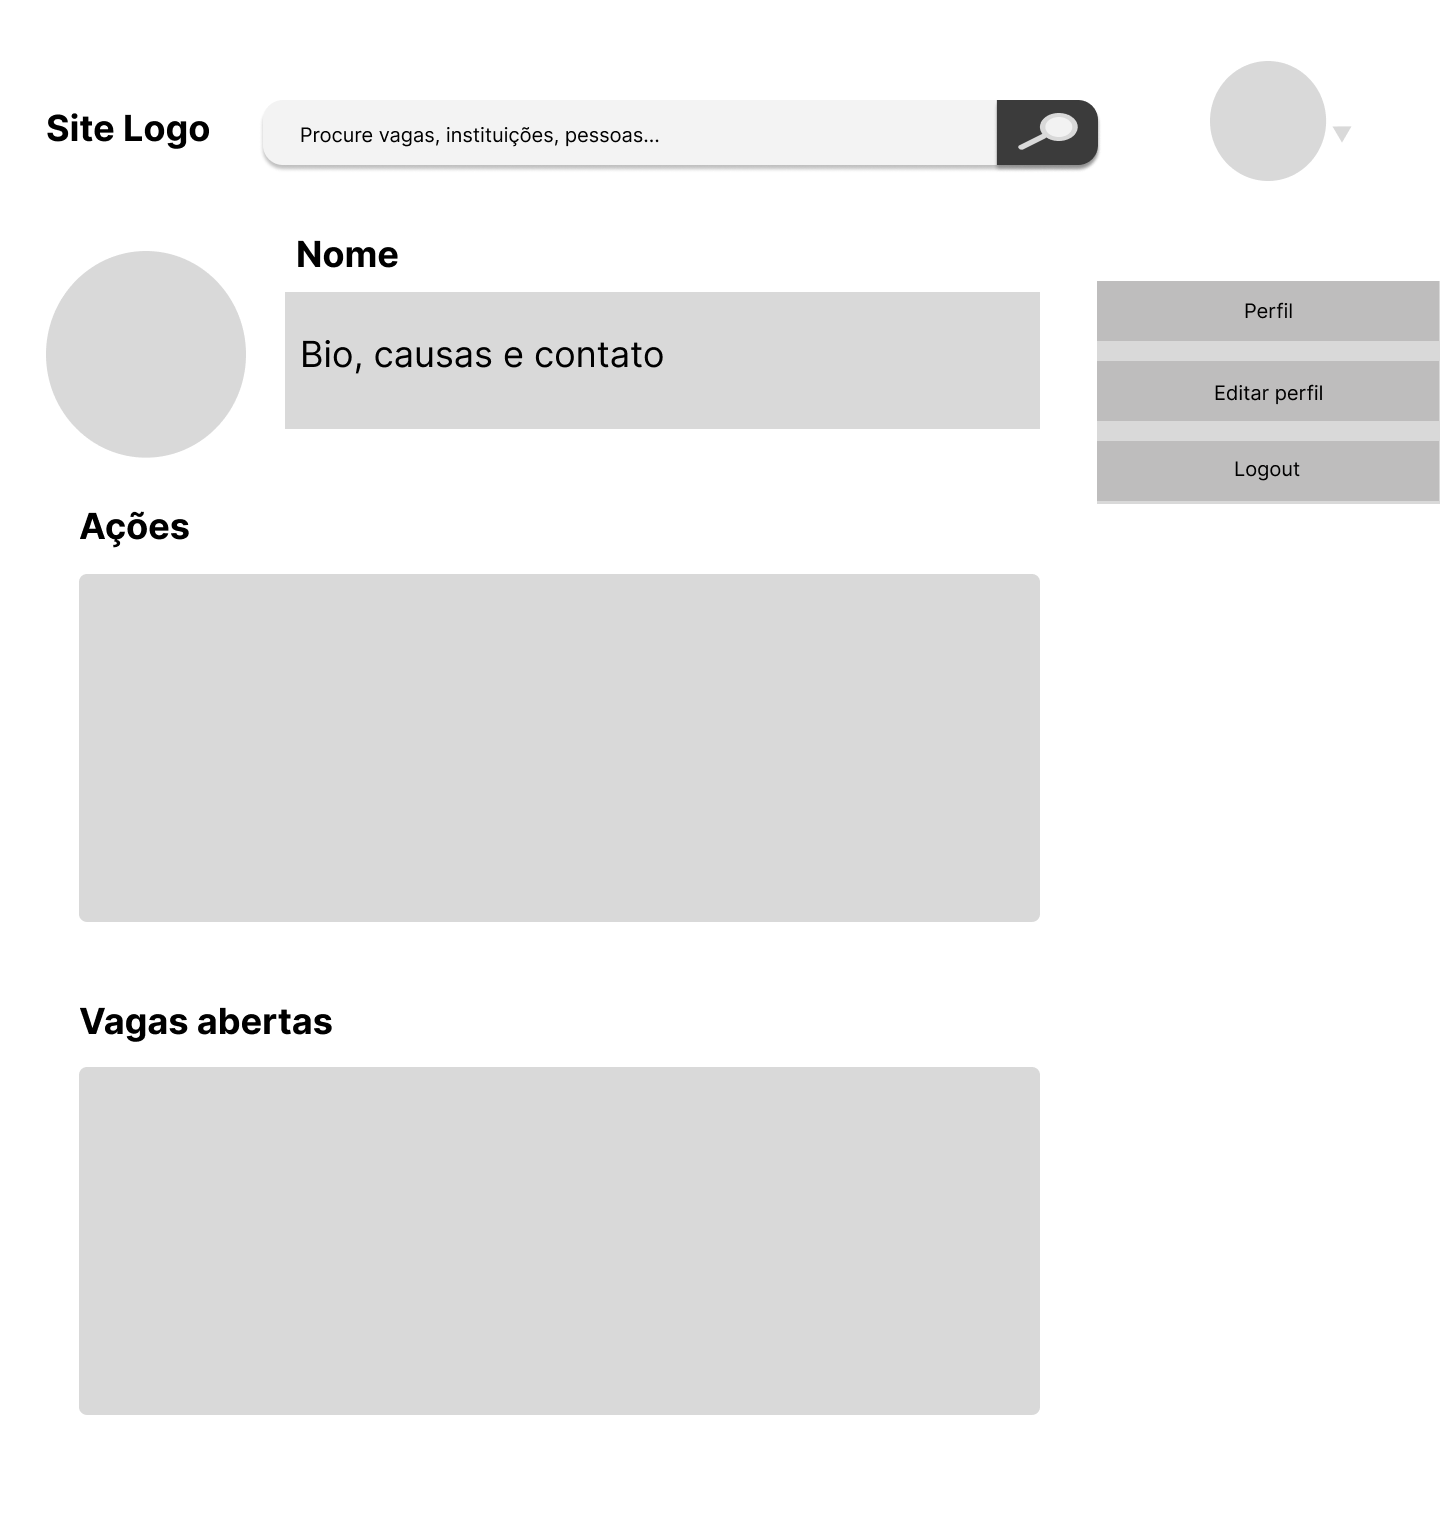 Site Logo
Procure vagas, instituições, pessoas...
Nome
Bio, causas e contato
Perfil
Editar perfil
Logout
Ações
Vagas abertas